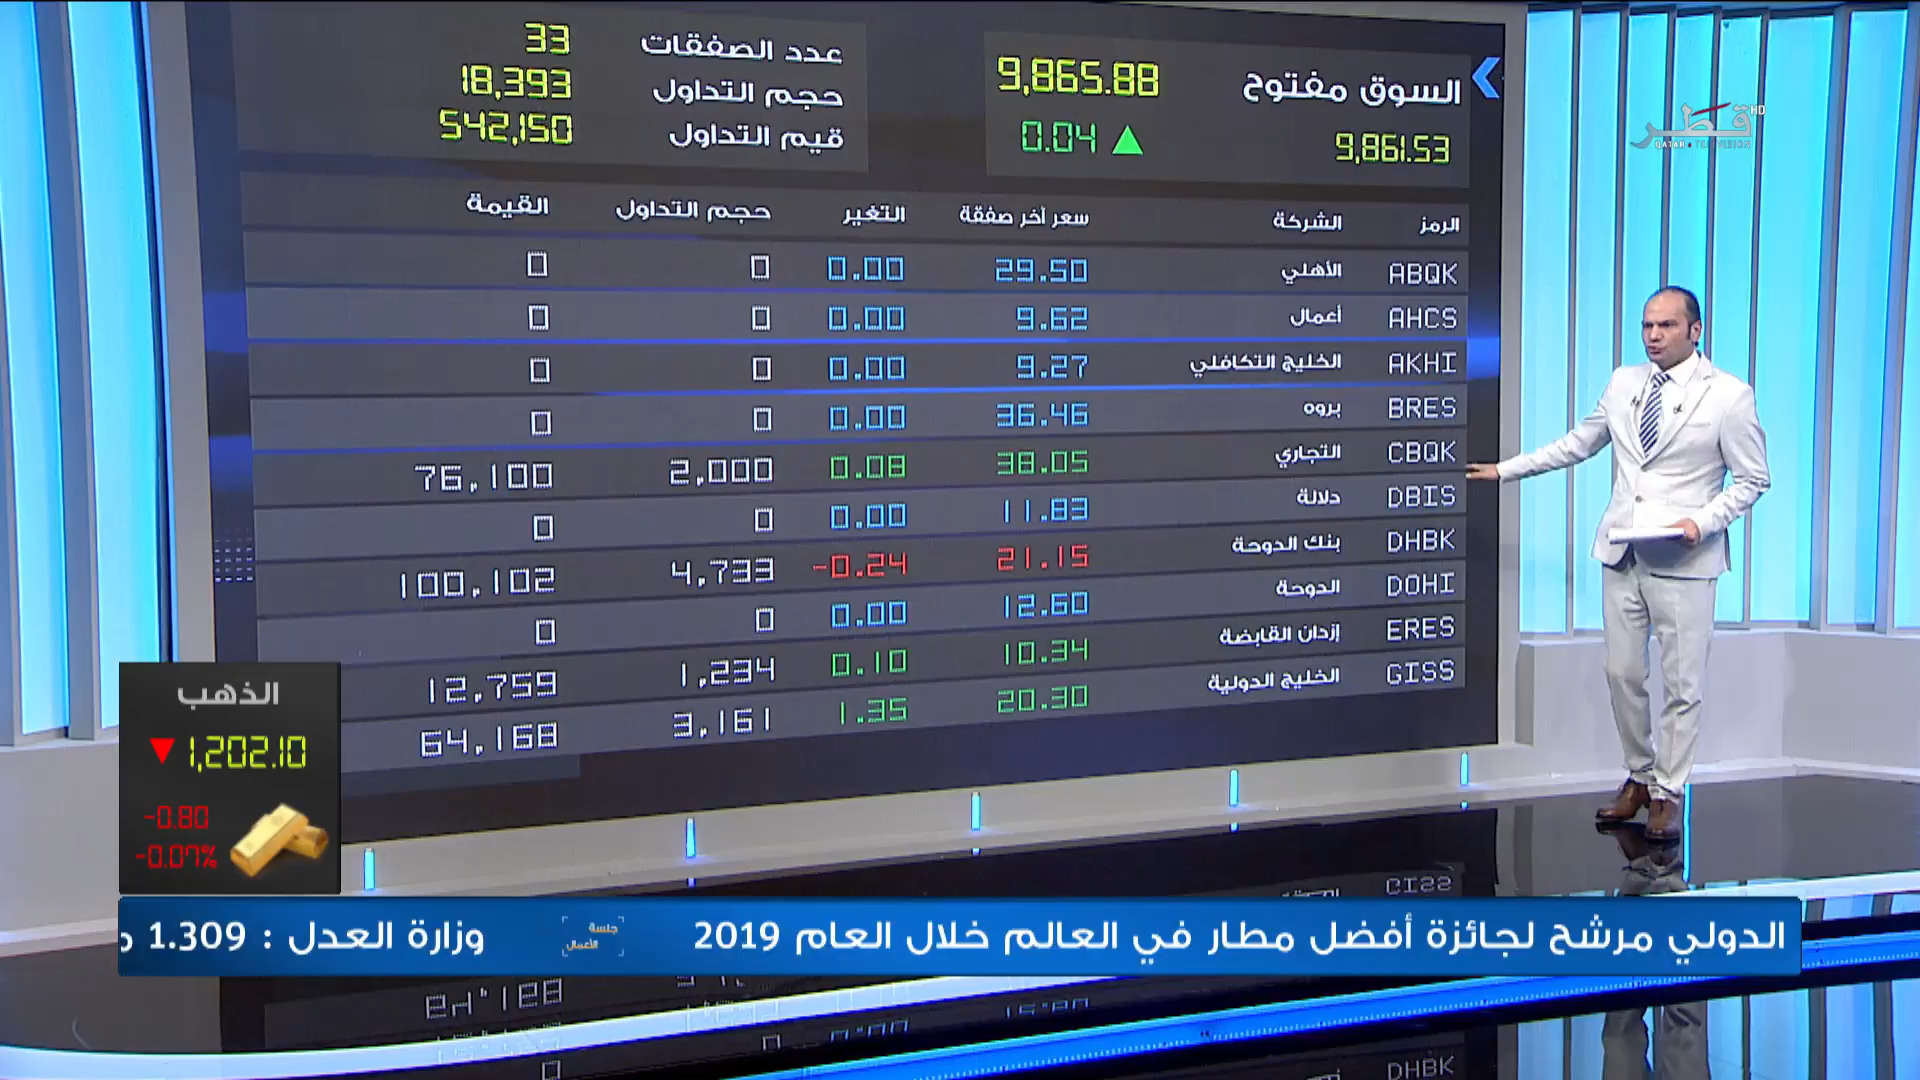 السوق مفتوح
9,861.53
9,865.88
0.04
عدد الصفقات 33
حجم التداول 18,393
قيم التداول 542,150
قطر HD
QATAR TELEVISION
الرمز الشركة سعر آخر صفقة التغير حجم التداول القيمة
ABQK الأهلي 29.50 0.00 0 0
AHCS أعمال 9.62 0.00 0 0
AKHI الخليج التكافلي 9.27 0.00 0 0
BRES بروه 36.46 0.00 0 0
CBQK التجاري 38.05 0.08 2,000 76,100
DBIS دلالة 11.83 0.00 0 0
DHBK بنك الدوحة 21.15 -0.24 4,733 100,102
DOHI الدوحة 12.60 0.00 0 0
ERES إزدان القابضة 10.34 0.10 1,234 12,759
GISS الخليج الدولية 20.30 1.35 3,161 64,168
الذهب
1,202.10
-0.80
-0.07%
الدولي مرشح لجائزة أفضل مطار في العالم خلال العام 2019 جلسة الأعمال وزارة العدل : 1.309